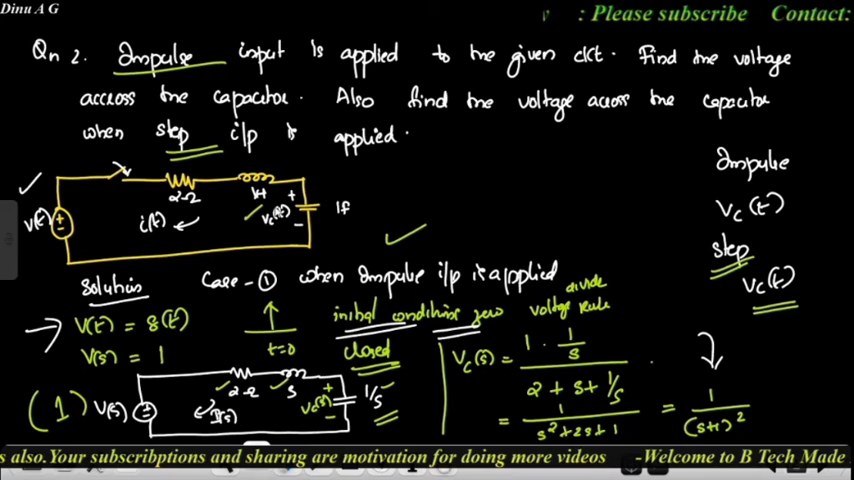 Dinu A G
: Please subscribe Contact:
Qn 2. Impulse input is applied to the given ckt. Find the voltage
accross the capacitor. Also find the voltage across the capacitor
when step i/p is
applied.
Impulse
Vc(t)
step
Vc(t)
V(t)
+
-
2Ω
1H
i(t)
+
Vc(t)
-
1f
Solution
Case-① when Impulse i/p is applied
V(t) = δ(t)
V(s) = 1
t=0
initial conditions zero
closed
divide
voltage rule
Vc(s) = 1 · 1/s
2 + s + 1/s
= 1 / s²+2s+1 = 1 / (s+1)²
(1) V(s)
+
-
2Ω
s
I(s)
+
Vc(s)
-
1/s
s also.Your subscribptions and sharing are motivation for doing more videos -Welcome to B Tech Made